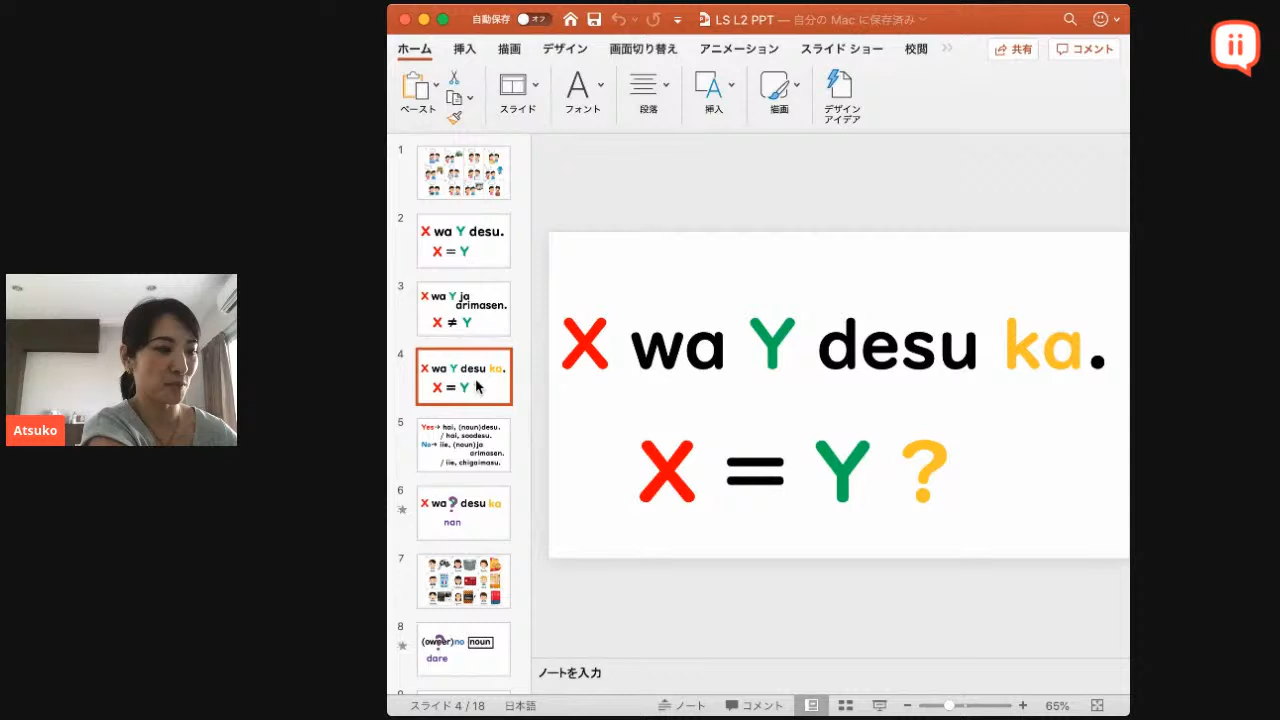 自動保存 オフ LS L2 PPT — 自分の Mac に保存済み
ホーム 挿入 描画 デザイン 画面切り替え アニメーション スライド ショー 校閲 共有 コメント
ペースト スライド フォント 段落 挿入 描画 デザイン
アイデア
1
2
X wa Y desu.
X = Y
3
X wa Y ja
arimasen.
X ≠ Y
4
X wa Y desu ka.
X = Y
5
Yes→ hai, (noun)desu.
/ hai, soodesu.
No→ iie, (noun)ja
arimasen.
/ iie, chigaimasu.
6
X wa ? desu ka
nan
7
8
(owner)no noun
?
dare
X wa Y desu ka.
X = Y ?
Atsuko
ノートを入力
スライド 4 / 18 日本語 ノート コメント 65%